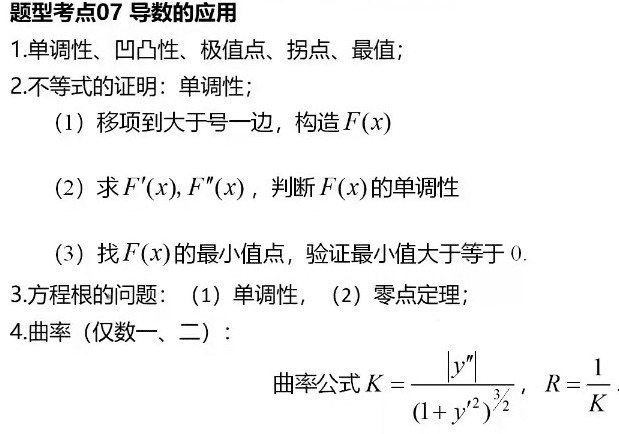 题型考点07 导数的应用
1.单调性、凹凸性、极值点、拐点、最值；
2.不等式的证明：单调性；
（1）移项到大于号一边，构造 F(x)
（2）求 F′(x), F″(x)，判断 F(x) 的单调性
（3）找 F(x) 的最小值点，验证最小值大于等于 0.
3.方程根的问题：（1）单调性，（2）零点定理；
4.曲率（仅数一、二）：
曲率公式 K = |y″| / (1+ y′²)^(3/2) ， R = 1/K .